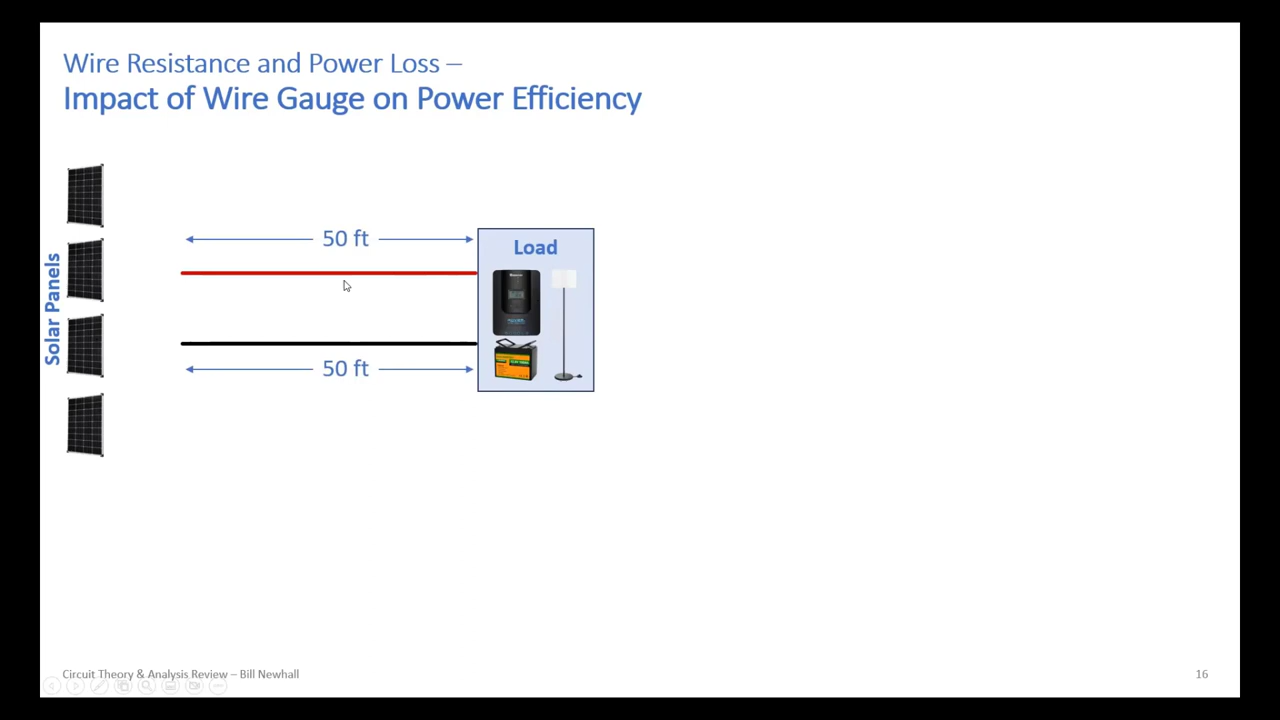 Wire Resistance and Power Loss –
Impact of Wire Gauge on Power Efficiency
Solar Panels
50 ft
Load
50 ft
Circuit Theory & Analysis Review – Bill Newhall
16